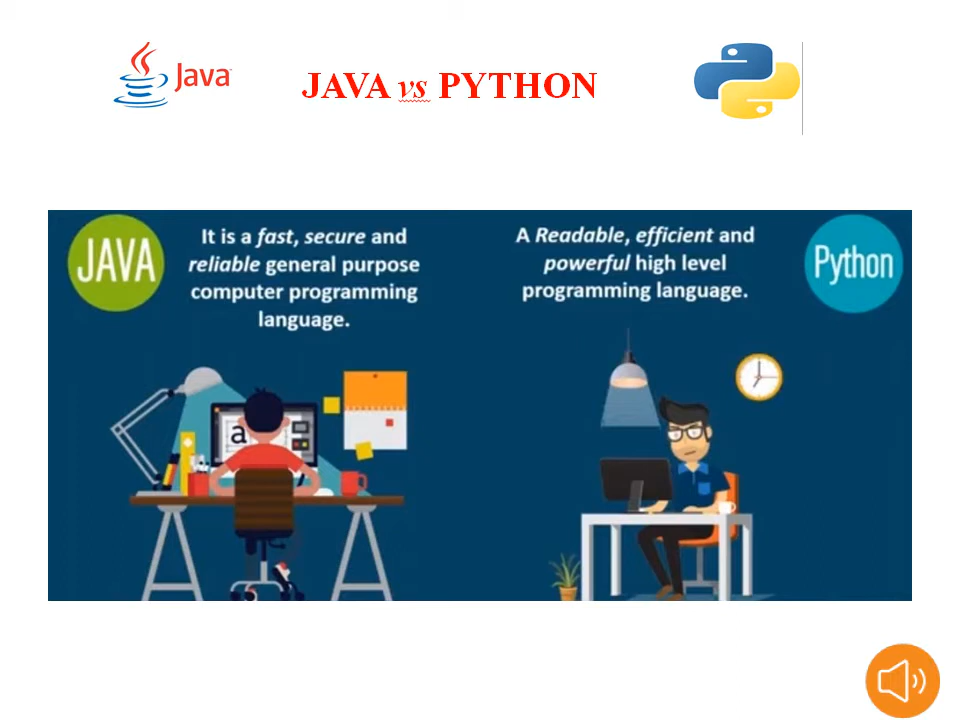 Java
JAVA vs PYTHON
JAVA
It is a fast, secure and
reliable general purpose
computer programming
language.
A Readable, efficient and
powerful high level
programming language.
Python
a